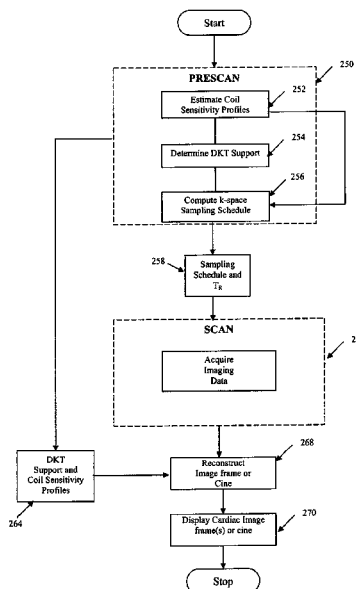 Start
250
PRESCAN
252
Estimate Coil
Sensitivity Profiles
254
Determine DKT Support
256
Compute k-space
Sampling Schedule
258
Sampling
Schedule and
TR
SCAN
2
Acquire
Imaging
Data
268
DKT
Support and
Coil Sensitivity
Profiles
264
Reconstruct
Image frame or
Cine
270
Display Cardiac Image
frame(s) or cine
Stop